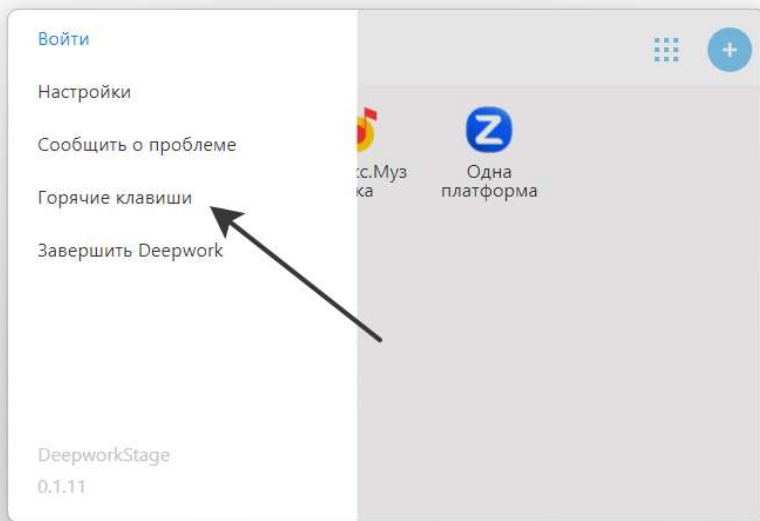 Войти
Настройки
Сообщить о проблеме
Горячие клавиши
Завершить Deepwork
DeepworkStage
0.1.11
кс.Муз
ка
Одна
платформа